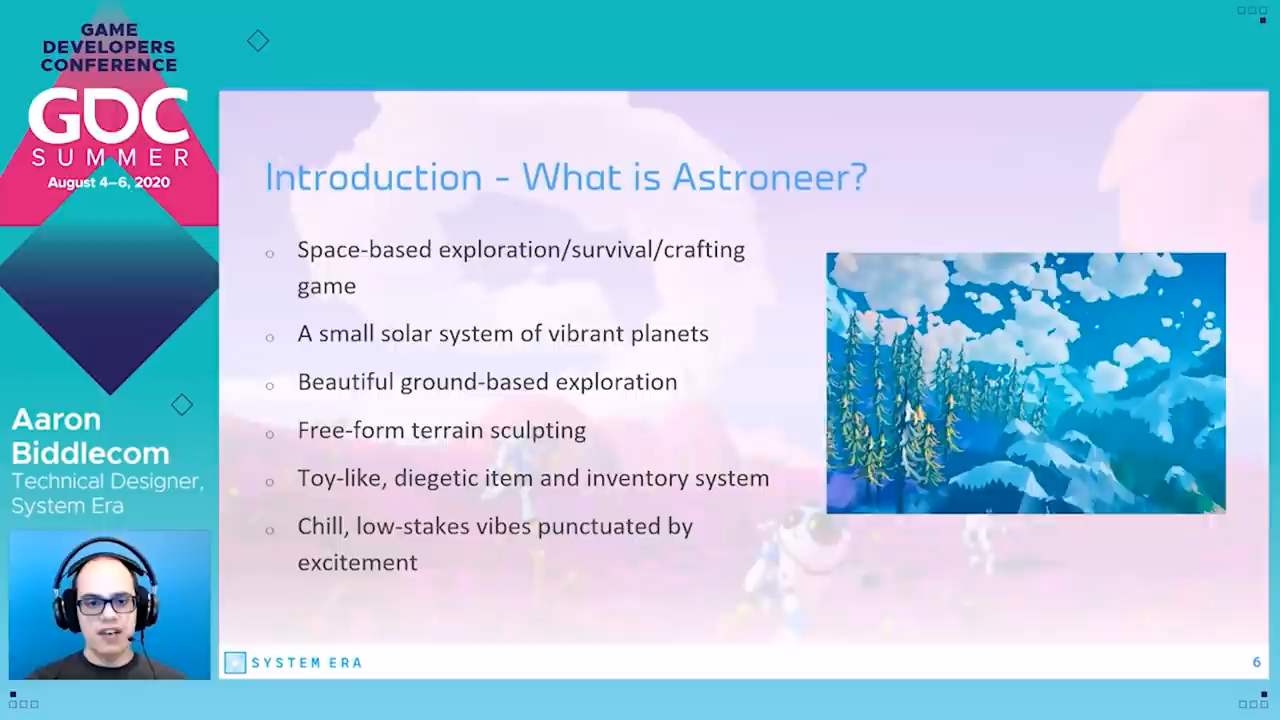 GAME
DEVELOPERS
CONFERENCE
GDC
SUMMER
August 4–6, 2020
Aaron
Biddlecom
Technical Designer,
System Era
Introduction - What is Astroneer?
Space-based exploration/survival/crafting
game
A small solar system of vibrant planets
Beautiful ground-based exploration
Free-form terrain sculpting
Toy-like, diegetic item and inventory system
Chill, low-stakes vibes punctuated by
excitement
SYSTEM ERA
6